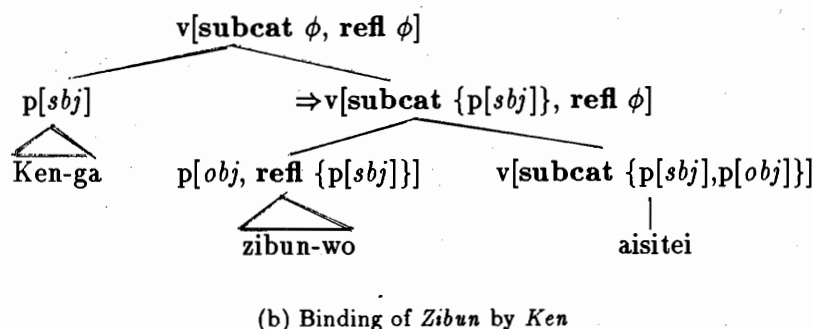 v[subcat ϕ, refl ϕ]
p[sbj] ⇒v[subcat {p[sbj]}, refl ϕ]
Ken-ga p[obj, refl {p[sbj]}] v[subcat {p[sbj],p[obj]}]
zibun-wo aisitei
(b) Binding of Zibun by Ken